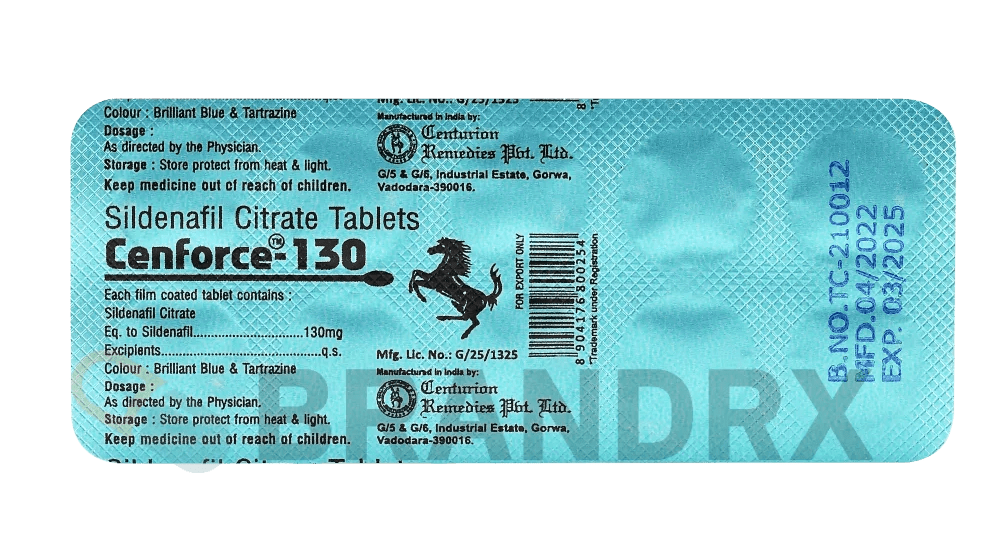 Colour : Brilliant Blue & Tartrazine
Dosage :
As directed by the Physician.
Storage : Store protect from heat & light.
Keep medicine out of reach of children.
Mfg. Lic. No.: G/25/1325
Manufactured in India by:
Centurion
Remedies Pvt. Ltd.
G/5 & G/6, Industrial Estate, Gorwa,
Vadodara-390016.
Sildenafil Citrate Tablets
Cenforce™-130
Each film coated tablet contains :
Sildenafil Citrate
Eq. to Sildenafil..........................130mg
Excipients......................................q.s.
Colour : Brilliant Blue & Tartrazine
Dosage :
As directed by the Physician.
Storage : Store protect from heat & light.
Keep medicine out of reach of children.
Sildenafil Citrate Tablets
Mfg. Lic. No.: G/25/1325
Manufactured in India by:
Centurion
Remedies Pvt. Ltd.
G/5 & G/6, Industrial Estate, Gorwa,
Vadodara-390016.
FOR EXPORT ONLY
8 904176 800254
"Trademark under Registration
B.NO.TC-210012
MFD.04/2022
EXP. 03/2025
BRANDRX